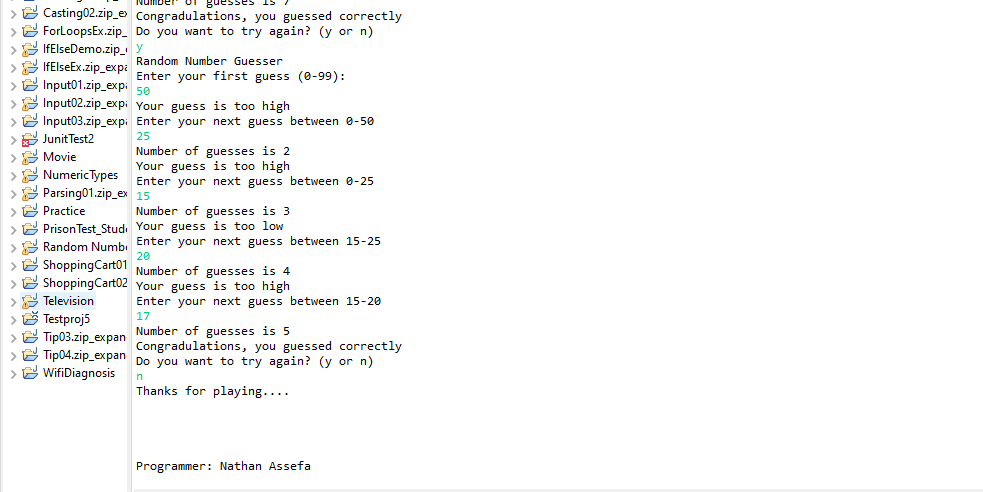 Casting02.zip_e
ForLoopsEx.zip_
IfElseDemo.zip_
IfElseEx.zip_expa
Input01.zip_expa
Input02.zip_expa
Input03.zip_expa
JunitTest2
Movie
NumericTypes
Parsing01.zip_ex
Practice
PrisonTest_Stude
Random Numbe
ShoppingCart01
ShoppingCart02
Television
Testproj5
Tip03.zip_expan
Tip04.zip_expan
WifiDiagnosis
Number of guesses is 7
Congradulations, you guessed correctly
Do you want to try again? (y or n)
y
Random Number Guesser
Enter your first guess (0-99):
50
Your guess is too high
Enter your next guess between 0-50
25
Number of guesses is 2
Your guess is too high
Enter your next guess between 0-25
15
Number of guesses is 3
Your guess is too low
Enter your next guess between 15-25
20
Number of guesses is 4
Your guess is too high
Enter your next guess between 15-20
17
Number of guesses is 5
Congradulations, you guessed correctly
Do you want to try again? (y or n)
n
Thanks for playing....
Programmer: Nathan Assefa